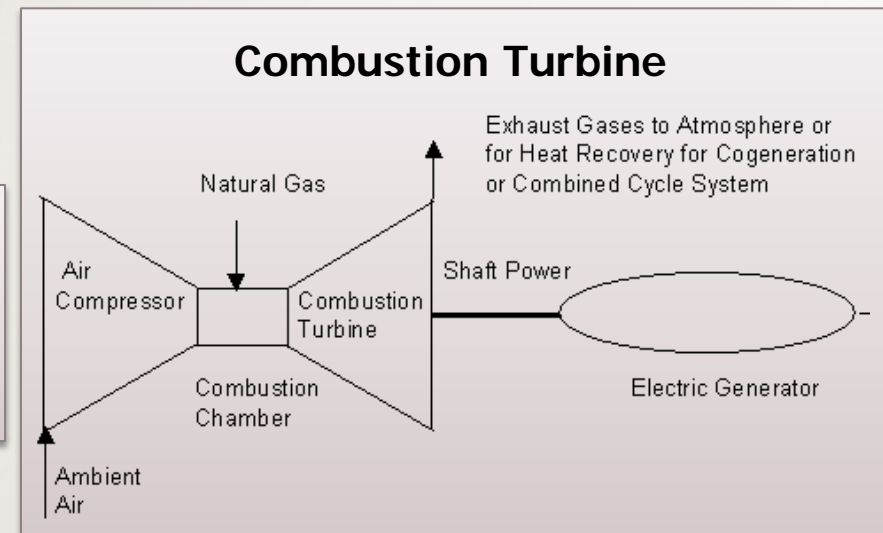 Combustion Turbine
Exhaust Gases to Atmosphere or
for Heat Recovery for Cogeneration
or Combined Cycle System
Natural Gas
Air
Compressor
Combustion
Turbine
Shaft Power
Combustion
Chamber
Electric Generator
Ambient
Air